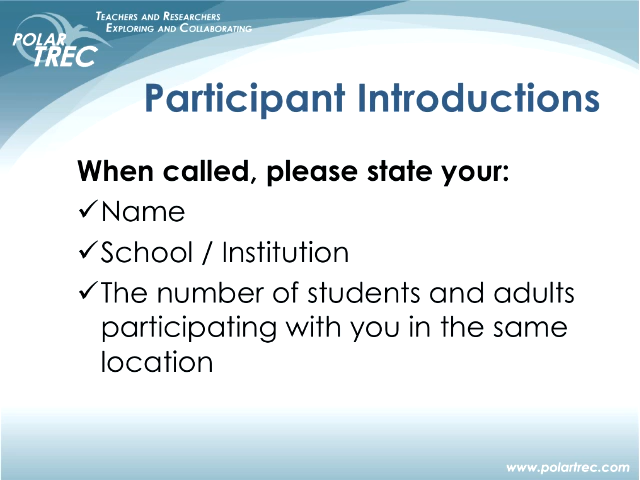 TEACHERS AND RESEARCHERS
EXPLORING AND COLLABORATING
POLAR
TREC
Participant Introductions
When called, please state your:
✓Name
✓School / Institution
✓The number of students and adults
participating with you in the same
location
www.polartrec.com